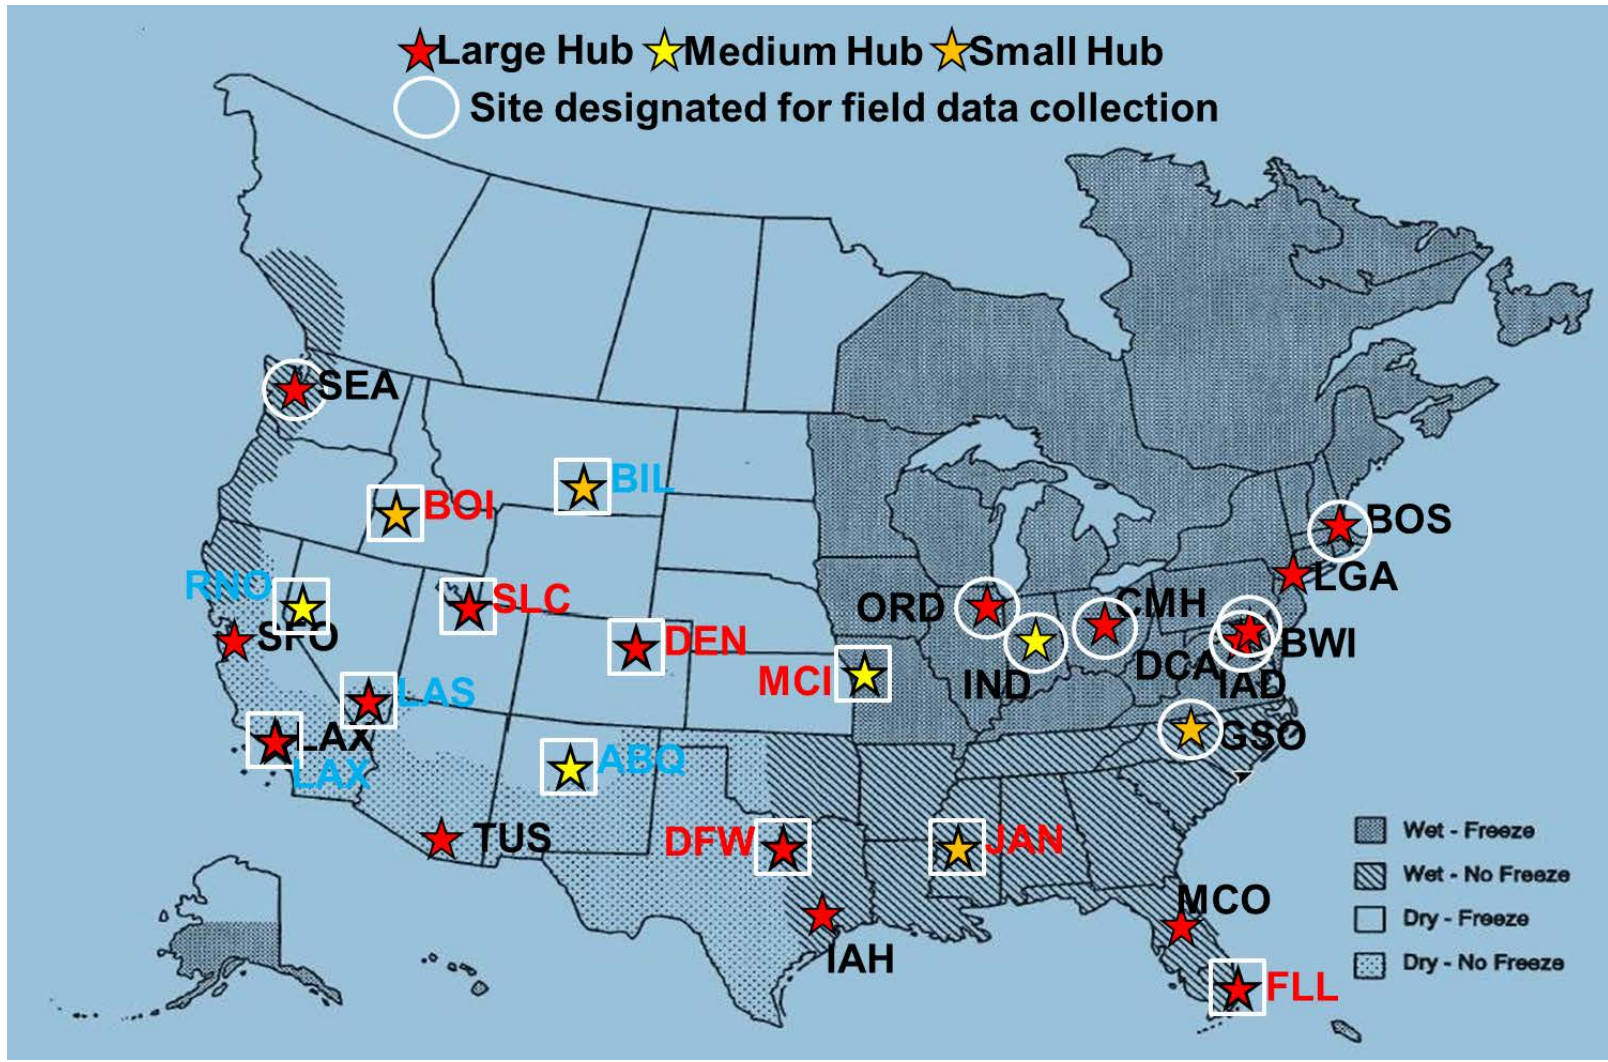 Large Hub Medium Hub Small Hub
Site designated for field data collection
SEA
BIL
BOI
BOS
RNO
SLC
LGA
ORD
CMH
SFO
DEN
BWI
MCI
IND
DCA
IAD
LAS
GSO
LAX
LAX
ABQ
TUS
DFW
JAN
Wet - Freeze
Wet - No Freeze
MCO
Dry - Freeze
IAH
Dry - No Freeze
FLL